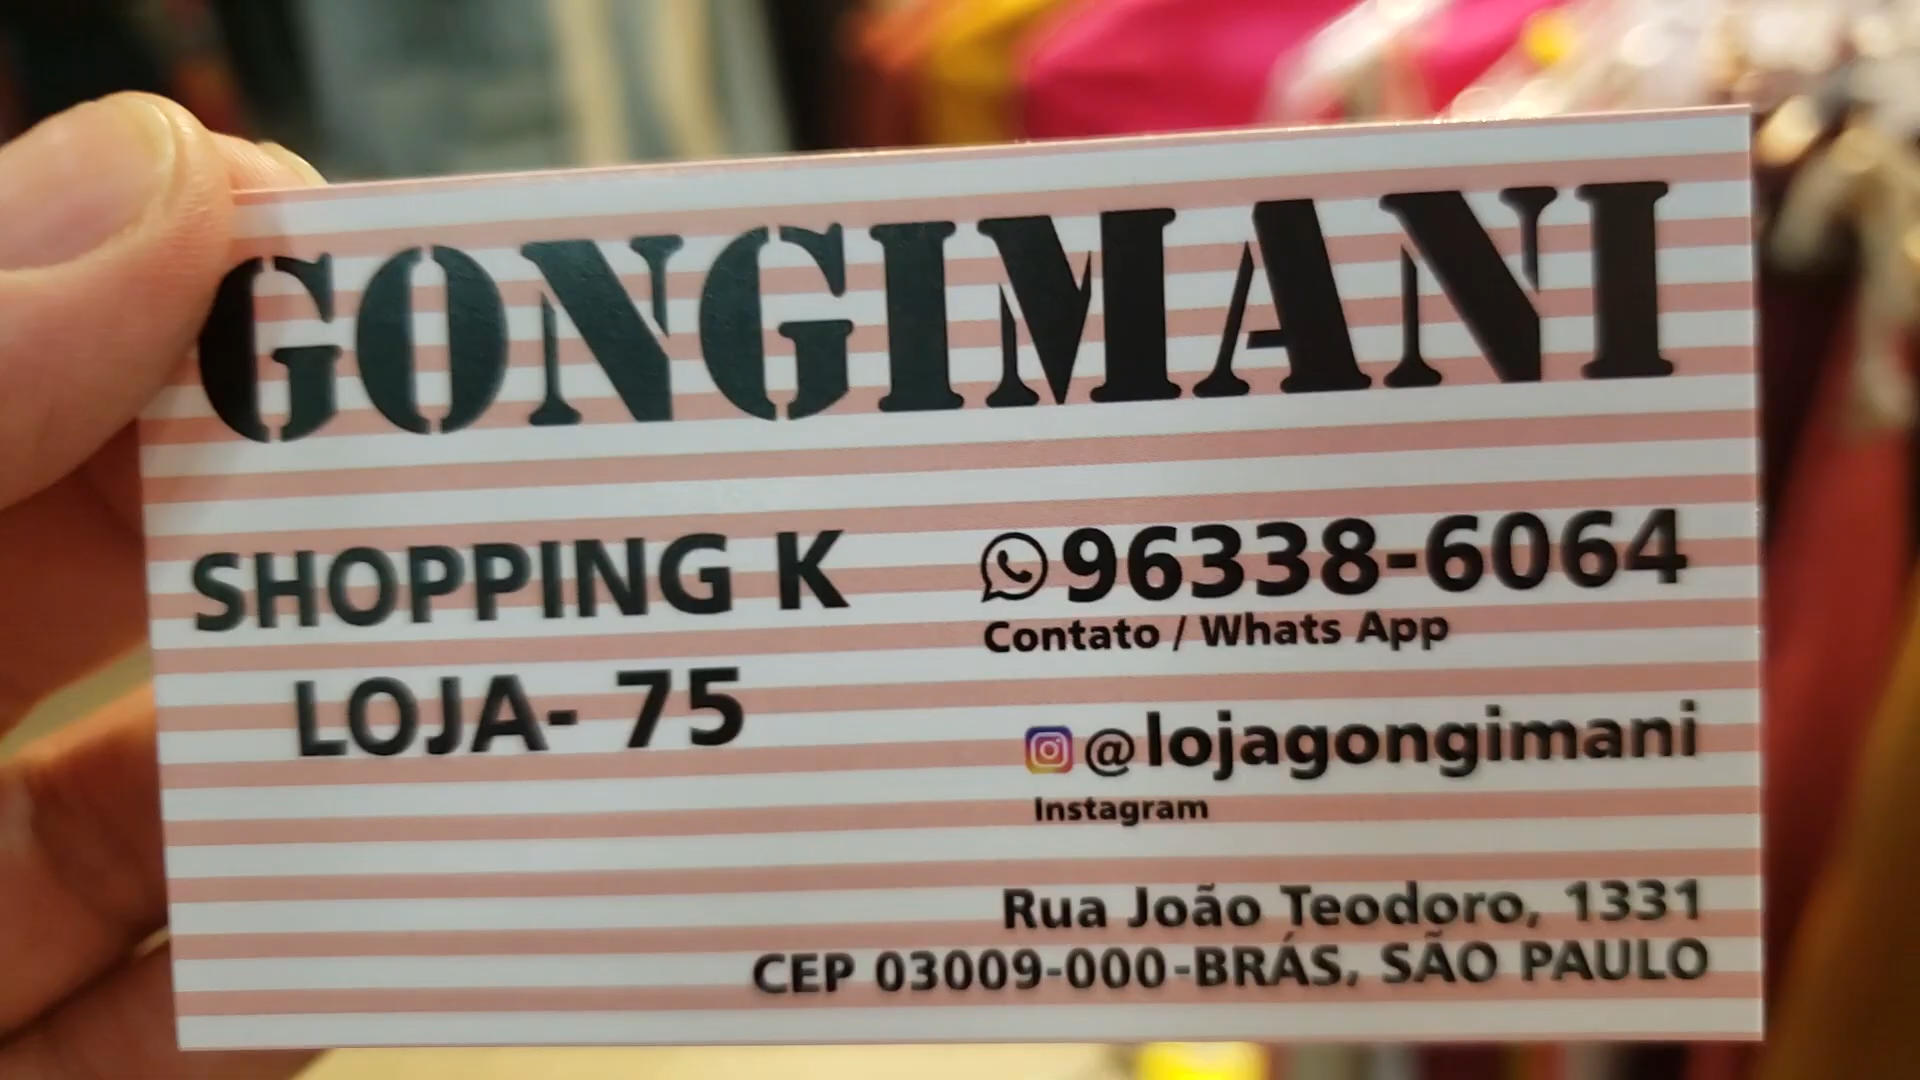 GONGIMANI
SHOPPING K
LOJA- 75
96338-6064
Contato / Whats App
@lojagongimani
Instagram
Rua João Teodoro, 1331
CEP 03009-000-BRÁS, SÃO PAULO